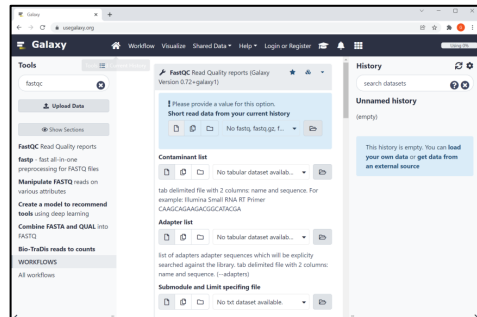 Galaxy
usegalaxy.org
Galaxy
Workflow Visualize Shared Data Help Login or Register
Using 0%
Tools
fastqc
Upload Data
Show Sections
FastQC Read Quality reports
fastp - fast all-in-one
preprocessing for FASTQ files
Manipulate FASTQ reads on
various attributes
Create a model to recommend
tools using deep learning
Combine FASTA and QUAL into
FASTQ
Bio-TraDis reads to counts
WORKFLOWS
All workflows
FastQC Read Quality reports (Galaxy
Version 0.72+galaxy1)
Please provide a value for this option.
Short read data from your current history
No fastq, fastq.gz, f...
Contaminant list
No tabular dataset availab...
tab delimited file with 2 columns: name and sequence. For
example: Illumina Small RNA RT Primer
CAAGCAGAAGACGGCATACGA
Adapter list
No tabular dataset availab...
list of adapters adapter sequences which will be explicity
searched against the library. tab delimited file with 2 columns:
name and sequence. (--adapters)
Submodule and Limit specifing file
No txt dataset available.
History
search datasets
Unnamed history
(empty)
This history is empty. You can load
your own data or get data from
an external source